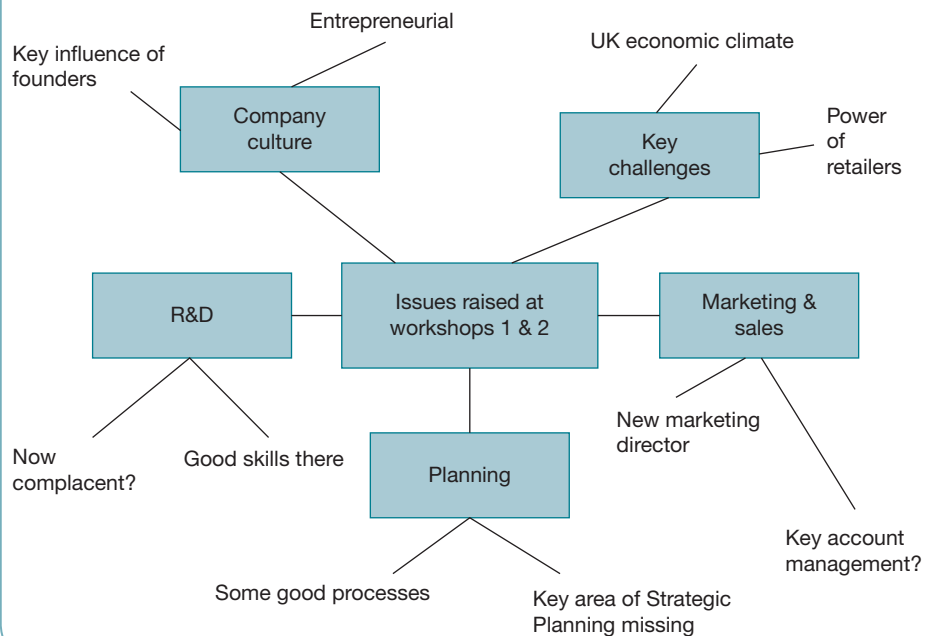 Entrepreneurial
Key influence of
founders
Company
culture
UK economic climate
Key
challenges
Power
of
retailers
R&D
Issues raised at
workshops 1 & 2
Marketing &
sales
Now
complacent?
Good skills there
Planning
New marketing
director
Some good processes
Key area of Strategic
Planning missing
Key account
management?